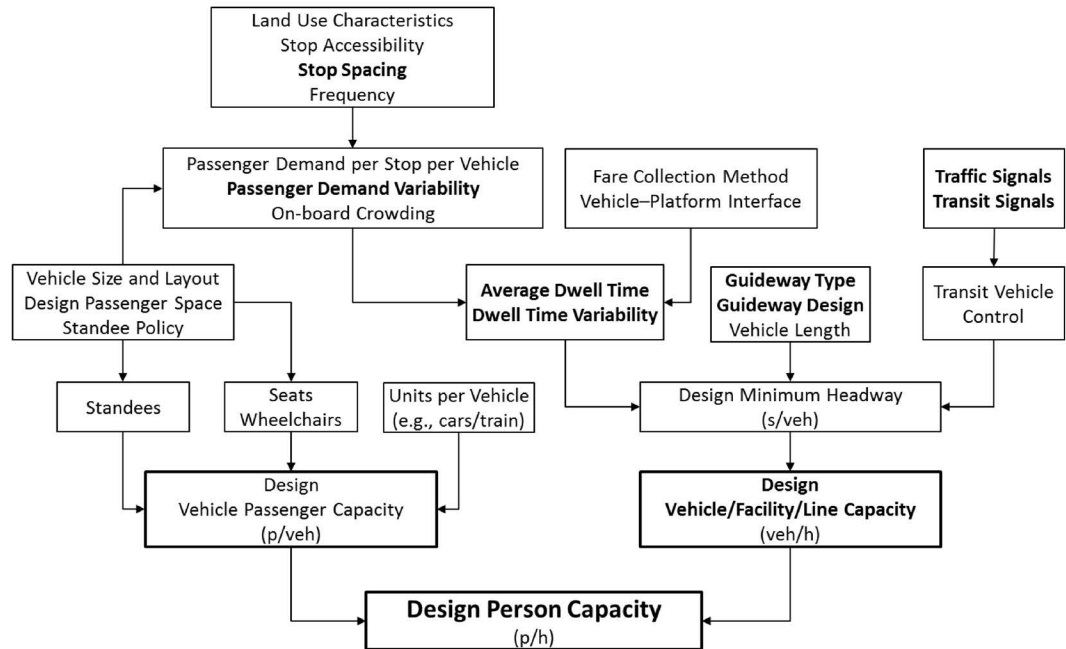 Land Use Characteristics
Stop Accessibility
Stop Spacing
Frequency
Passenger Demand per Stop per Vehicle
Passenger Demand Variability
On-board Crowding
Fare Collection Method
Vehicle–Platform Interface
Traffic Signals
Transit Signals
Vehicle Size and Layout
Design Passenger Space
Standee Policy
Average Dwell Time
Dwell Time Variability
Guideway Type
Guideway Design
Vehicle Length
Transit Vehicle
Control
Standees
Seats
Wheelchairs
Units per Vehicle
(e.g., cars/train)
Design Minimum Headway
(s/veh)
Design
Vehicle Passenger Capacity
(p/veh)
Design
Vehicle/Facility/Line Capacity
(veh/h)
Design Person Capacity
(p/h)